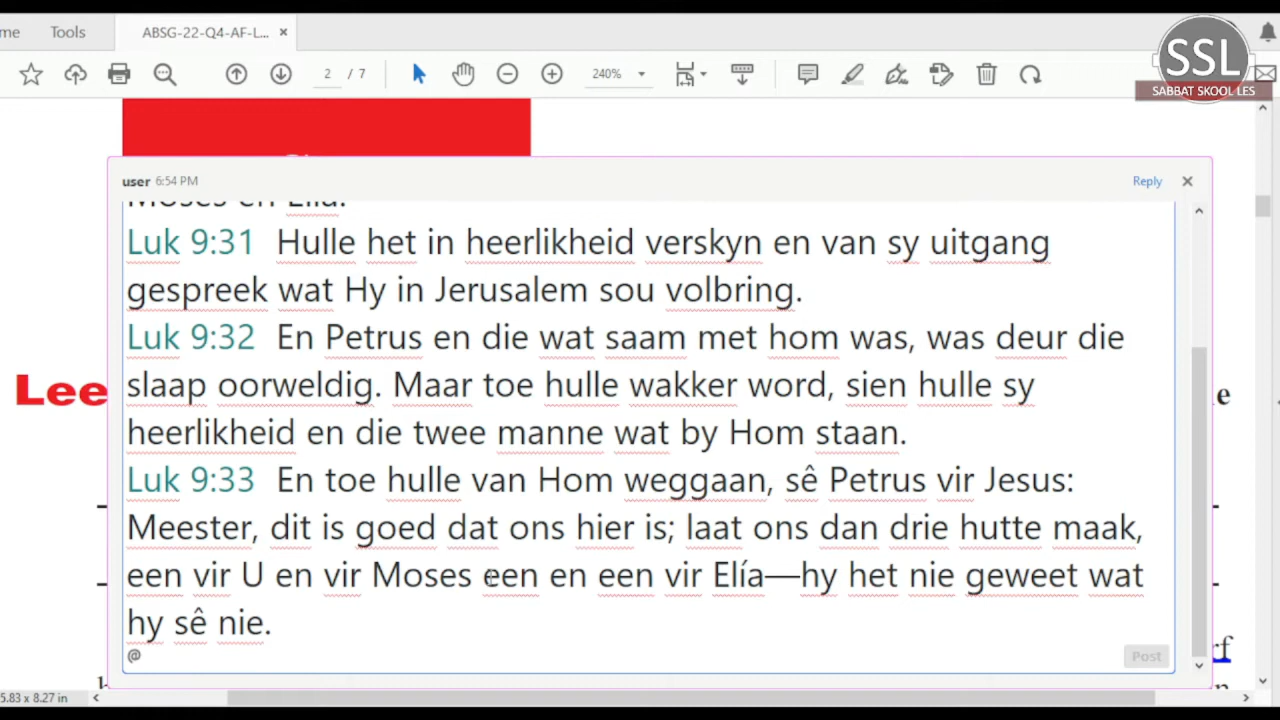 me
Tools
ABSG-22-Q4-AF-L...
SSL
SABBAT SKOOL LES
2 / 7
240%
user 6:54 PM
Reply
Moses en Elía.
Luk 9:31 Hulle het in heerlikheid verskyn en van sy uitgang
gespreek wat Hy in Jerusalem sou volbring.
Luk 9:32 En Petrus en die wat saam met hom was, was deur die
slaap oorweldig. Maar toe hulle wakker word, sien hulle sy
heerlikheid en die twee manne wat by Hom staan.
Luk 9:33 En toe hulle van Hom weggaan, sê Petrus vir Jesus:
Meester, dit is goed dat ons hier is; laat ons dan drie hutte maak,
een vir U en vir Moses een en een vir Elía—hy het nie geweet wat
hy sê nie.
@
Post
Lee
e
rf
5.83 x 8.27 in